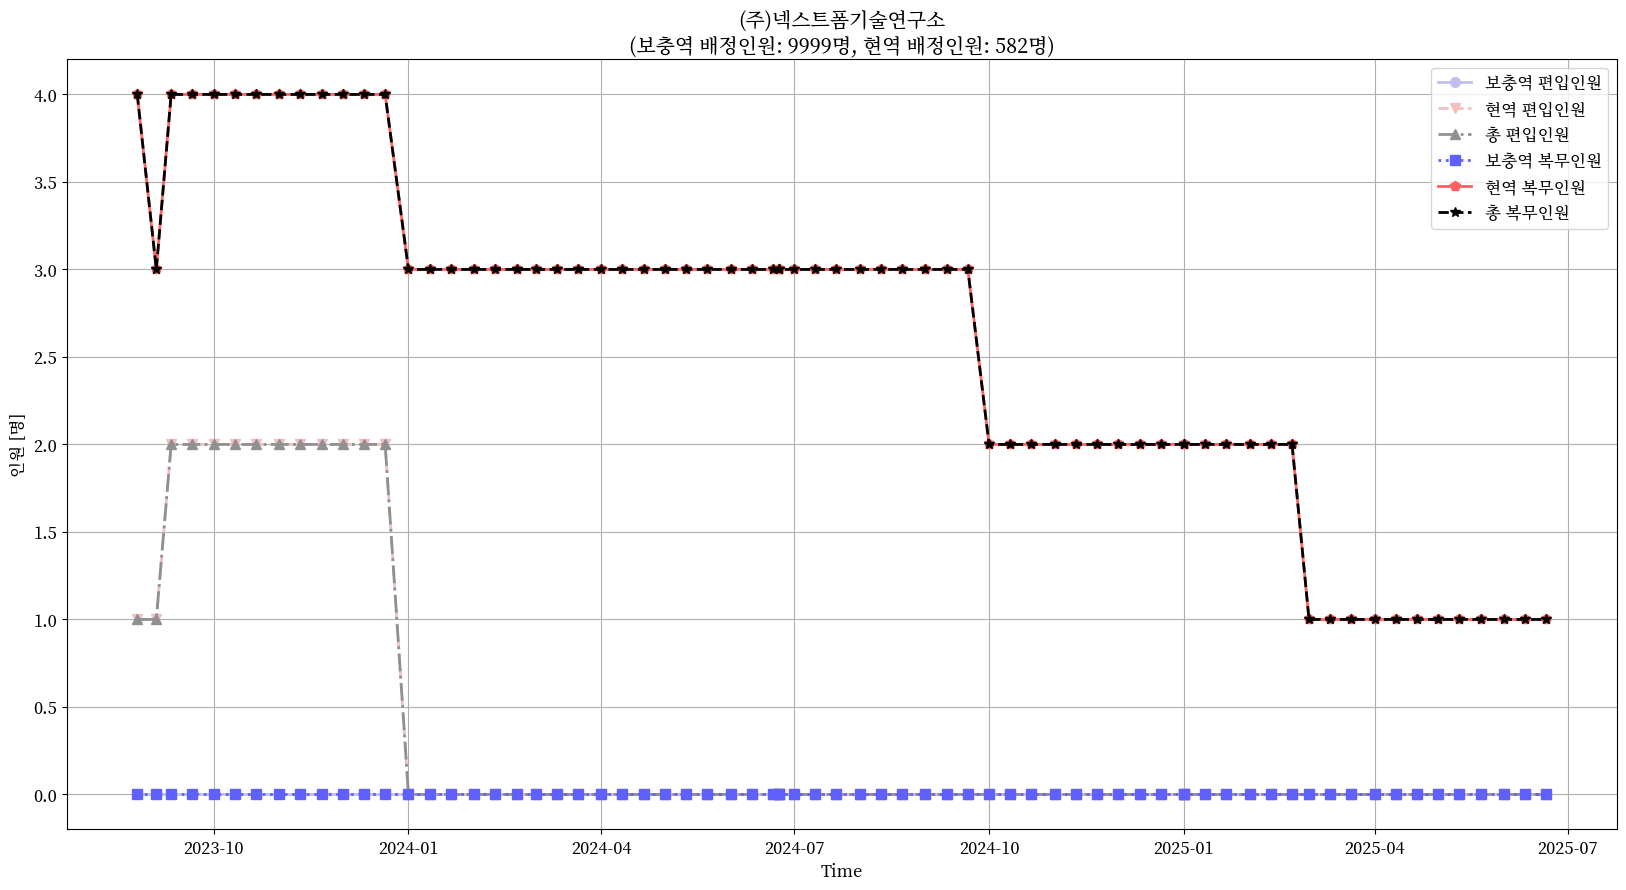 (주)넥스트폼기술연구소
(보충역 배정인원: 9999명, 현역 배정인원: 582명)
보충역 편입인원
현역 편입인원
총 편입인원
보충역 복무인원
현역 복무인원
총 복무인원
인원 [명]
4.0
3.5
3.0
2.5
2.0
1.5
1.0
0.5
0.0
2023-10
2024-01
2024-04
2024-07
2024-10
2025-01
2025-04
2025-07
Time